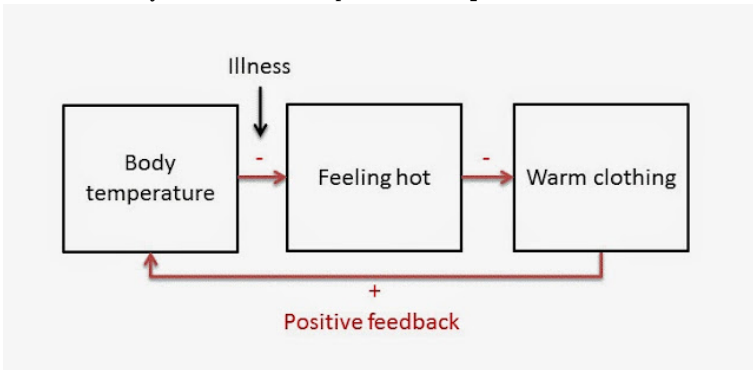 Illness
Body
temperature
-
Feeling hot
-
Warm clothing
+
Positive feedback